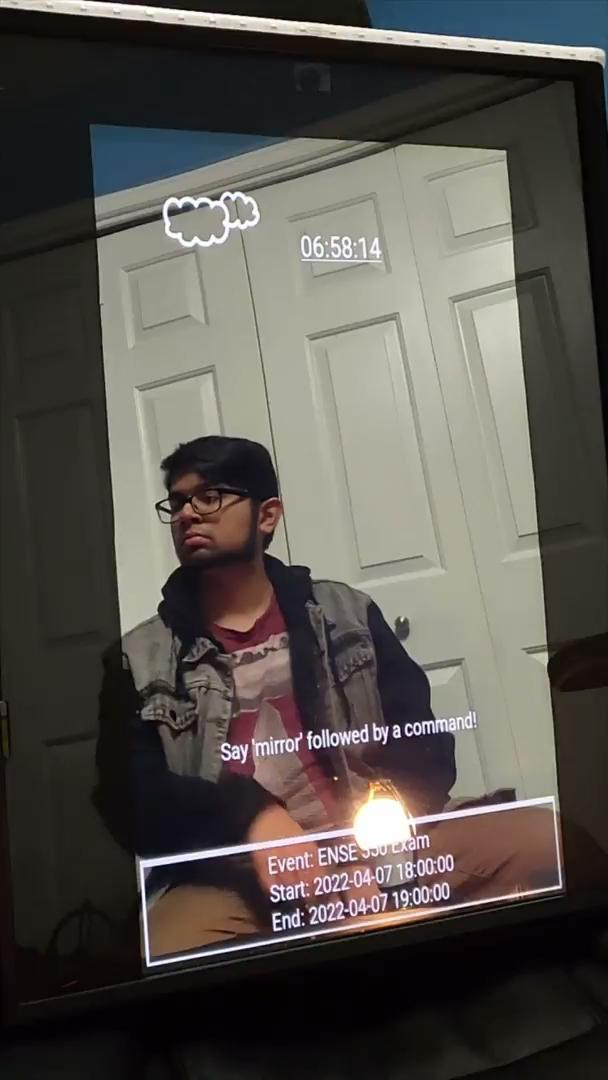 06:58:14
Say 'mirror' followed by a command!
Event: ENSE Exam
Start: 2022-04-07 18:00:00
End: 2022-04-07 19:00:00